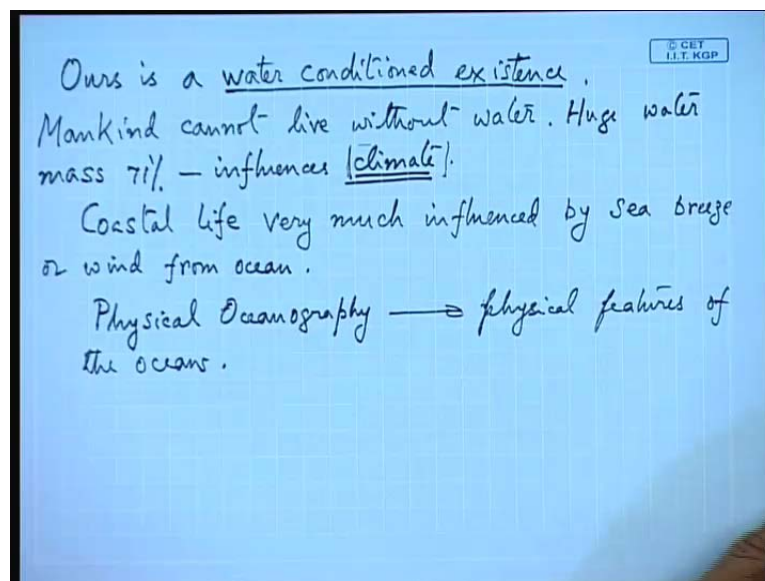 © CET
I.I.T. KGP
Ours is a water conditioned existence.
Mankind cannot live without water. Huge water
mass 71% – influences |climate|.
Coastal life very much influenced by sea breeze
or wind from ocean.
Physical Oceanography → physical features of
the oceans.